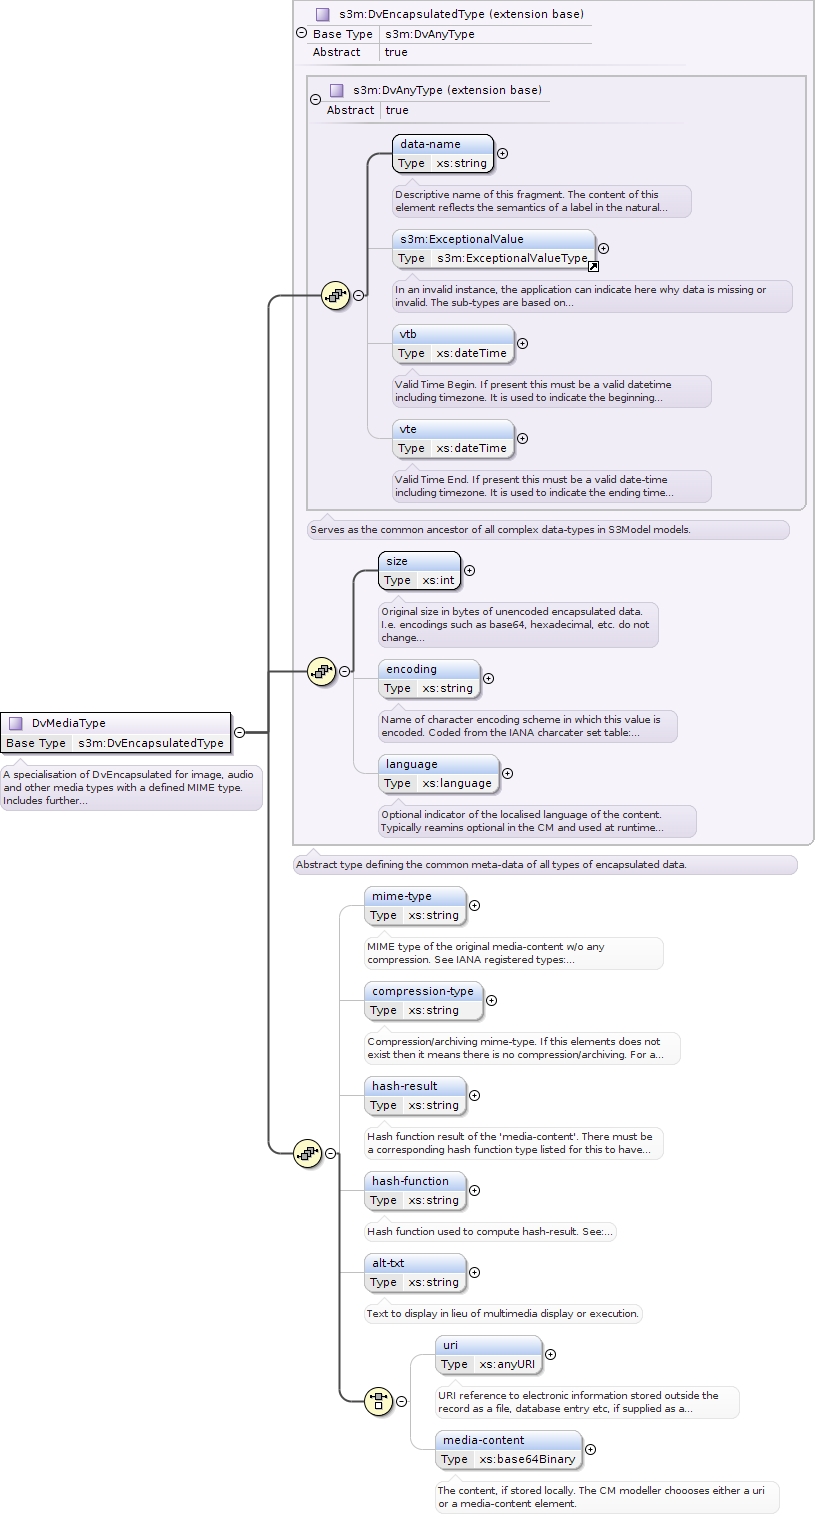 s3m:DvEncapsulatedType (extension base)
Base Type s3m:DvAnyType
Abstract true
s3m:DvAnyType (extension base)
Abstract true
data-name
Type xs:string
Descriptive name of this fragment. The content of this
element reflects the semantics of a label in the natural...
s3m:ExceptionalValue
Type s3m:ExceptionalValueType
In an invalid instance, the application can indicate here why data is missing or
invalid. The sub-types are based on...
vtb
Type xs:dateTime
Valid Time Begin. If present this must be a valid datetime
including timezone. It is used to indicate the beginning...
vte
Type xs:dateTime
Valid Time End. If present this must be a valid date-time
including timezone. It is used to indicate the ending time...
Serves as the common ancestor of all complex data-types in S3Model models.
size
Type xs:int
Original size in bytes of unencoded encapsulated data.
I.e. encodings such as base64, hexadecimal, etc. do not
change...
encoding
Type xs:string
Name of character encoding scheme in which this value is
encoded. Coded from the IANA charcater set table:...
language
Type xs:language
Optional indicator of the localised language of the content.
Typically reamins optional in the CM and used at runtime...
DvMediaType
Base Type s3m:DvEncapsulatedType
A specialisation of DvEncapsulated for image, audio
and other media types with a defined MIME type.
Includes further...
Abstract type defining the common meta-data of all types of encapsulated data.
mime-type
Type xs:string
MIME type of the original media-content w/o any
compression. See IANA registered types:...
compression-type
Type xs:string
Compression/archiving mime-type. If this elements does not
exist then it means there is no compression/archiving. For a...
hash-result
Type xs:string
Hash function result of the 'media-content'. There must be
a corresponding hash function type listed for this to have...
hash-function
Type xs:string
Hash function used to compute hash-result. See:...
alt-txt
Type xs:string
Text to display in lieu of multimedia display or execution.
uri
Type xs:anyURI
URI reference to electronic information stored outside the
record as a file, database entry etc, if supplied as a...
media-content
Type xs:base64Binary
The content, if stored locally. The CM modeller choooses either a uri
or a media-content element.